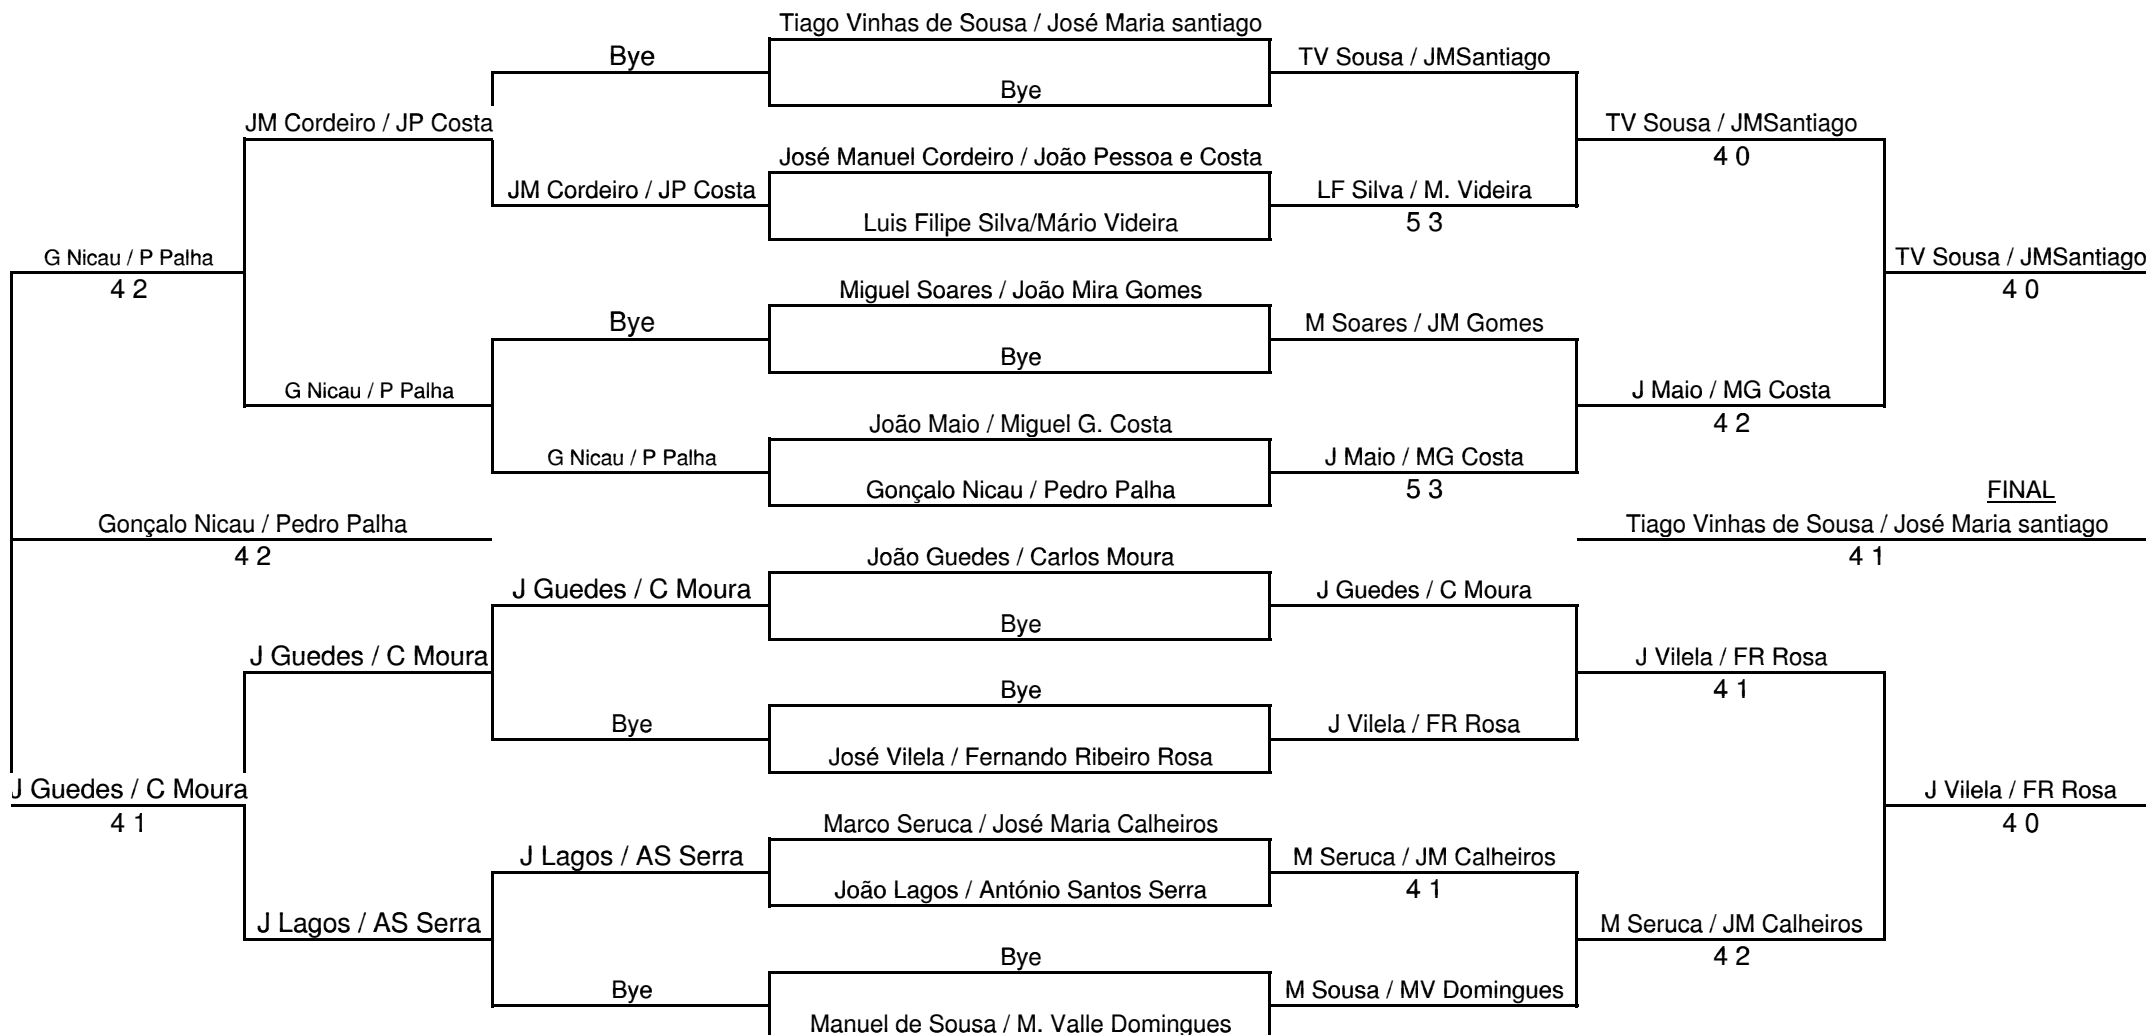 Tiago Vinhas de Sousa / José Maria santiago
Bye
TV Sousa / JMSantiago
Bye
JM Cordeiro / JP Costa
TV Sousa / JMSantiago
4 0
José Manuel Cordeiro / João Pessoa e Costa
JM Cordeiro / JP Costa
LF Silva / M. Videira
5 3
Luis Filipe Silva/Mário Videira
G Nicau / P Palha
4 2
TV Sousa / JMSantiago
4 0
Miguel Soares / João Mira Gomes
Bye
M Soares / JM Gomes
Bye
G Nicau / P Palha
J Maio / MG Costa
4 2
João Maio / Miguel G. Costa
G Nicau / P Palha
J Maio / MG Costa
5 3
Gonçalo Nicau / Pedro Palha
FINAL
Gonçalo Nicau / Pedro Palha
4 2
Tiago Vinhas de Sousa / José Maria santiago
4 1
João Guedes / Carlos Moura
J Guedes / C Moura
J Guedes / C Moura
Bye
J Guedes / C Moura
J Vilela / FR Rosa
4 1
Bye
Bye
J Vilela / FR Rosa
José Vilela / Fernando Ribeiro Rosa
J Guedes / C Moura
4 1
J Vilela / FR Rosa
4 0
Marco Seruca / José Maria Calheiros
J Lagos / AS Serra
M Seruca / JM Calheiros
4 1
João Lagos / António Santos Serra
J Lagos / AS Serra
M Seruca / JM Calheiros
4 2
Bye
Bye
M Sousa / MV Domingues
Manuel de Sousa / M. Valle Domingues